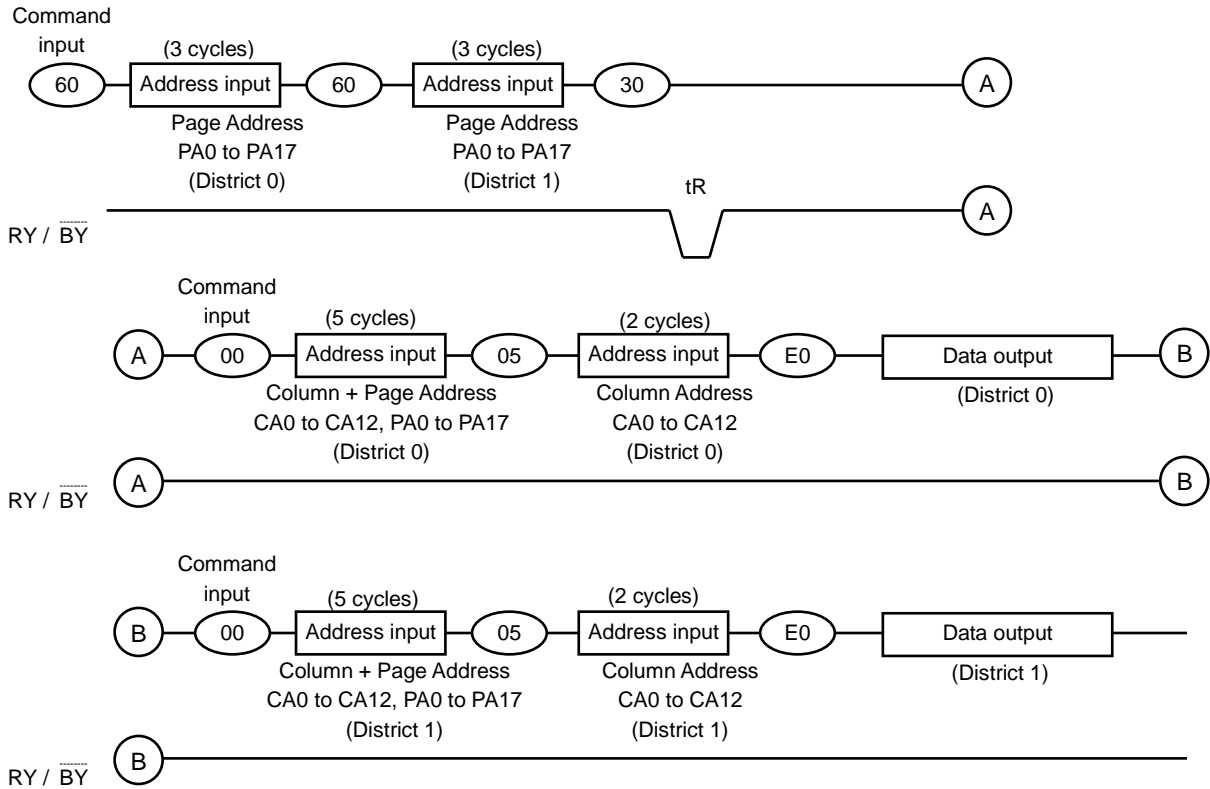 Command
input
(3 cycles)
(3 cycles)
60
Address input
60
Address input
30
A
Page Address
PA0 to PA17
(District 0)
Page Address
PA0 to PA17
(District 1)
tR
A
RY / BY
Command
input
(5 cycles)
(2 cycles)
A
00
Address input
05
Address input
E0
Data output
B
Column + Page Address
CA0 to CA12, PA0 to PA17
(District 0)
Column Address
CA0 to CA12
(District 0)
(District 0)
A
B
RY / BY
Command
input
(5 cycles)
(2 cycles)
B
00
Address input
05
Address input
E0
Data output
Column + Page Address
CA0 to CA12, PA0 to PA17
(District 1)
Column Address
CA0 to CA12
(District 1)
(District 1)
B
RY / BY